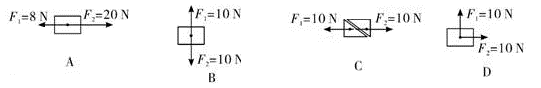 F₁=8 N F₂=20 N
A
F₁=10 N
F₂=10 N
B
F₁=10 N F₂=10 N
C
F₁=10 N
F₂=10 N
D